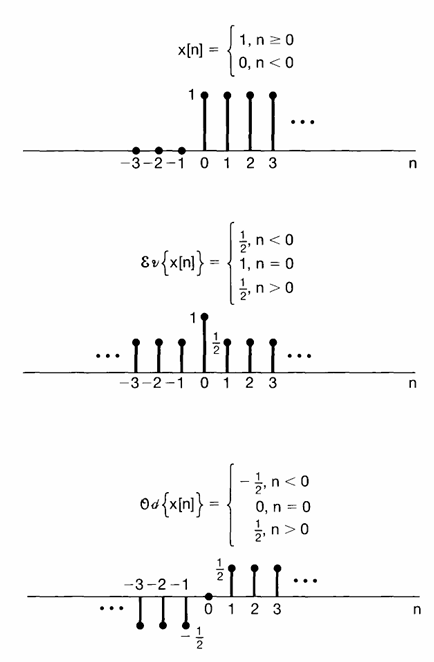 x[n] = { 1, n ≥ 0
0, n < 0
1
...
−3 −2 −1 0 1 2 3 n
ℰ𝓋{x[n]} = { 1/2, n < 0
1, n = 0
1/2, n > 0
1
1/2
... ...
−3 −2 −1 0 1 2 3 n
𝒪𝒹{x[n]} = { − 1/2, n < 0
0, n = 0
1/2, n > 0
1/2
...
−3 −2 −1
0 1 2 3 n
...
− 1/2